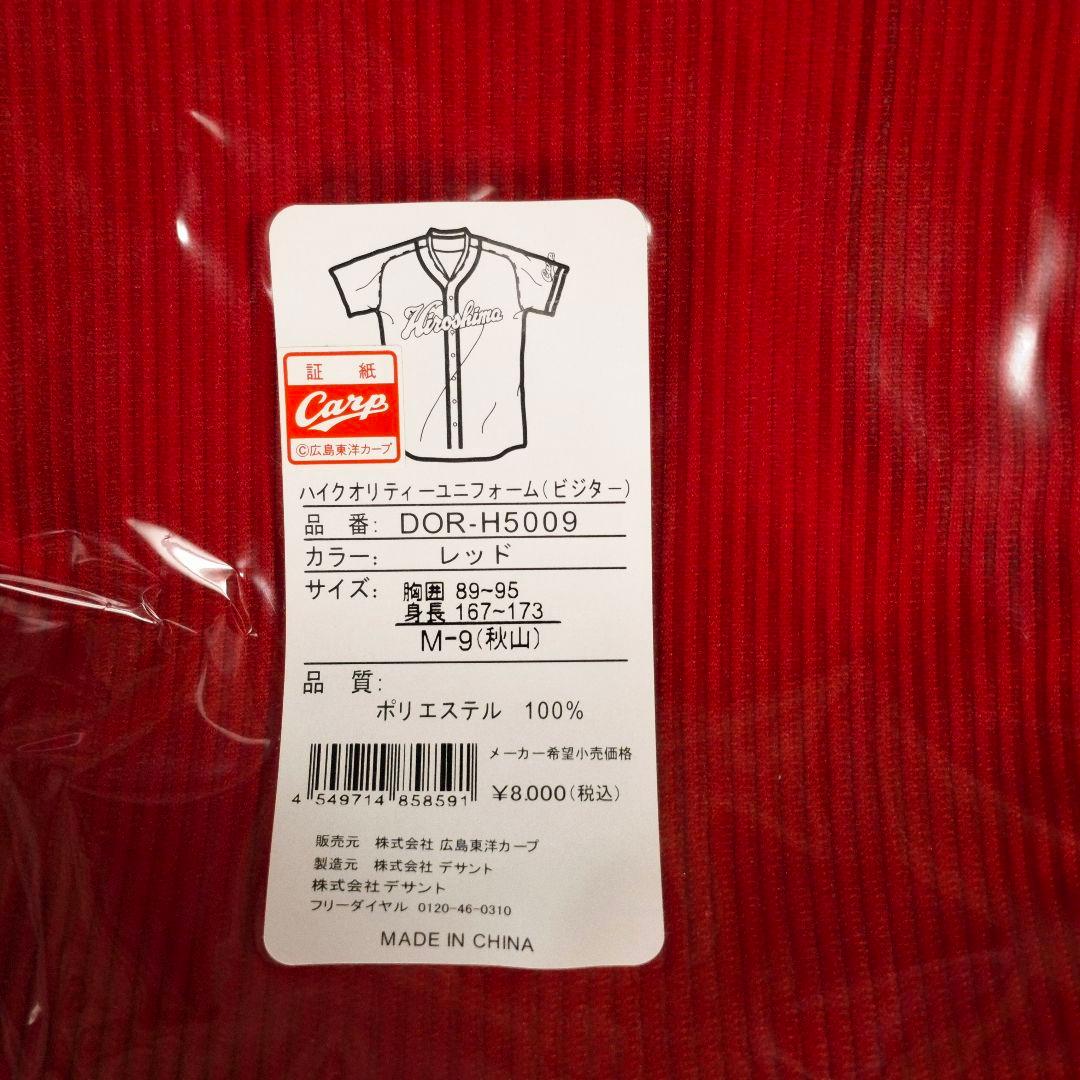 Carp
Hiroshima
証 紙
Carp
©広島東洋カープ
ハイクオリティーユニフォーム(ビジター)
品 番: DOR-H5009
カラー: レッド
サイズ: 胸囲 89~95
身長 167~173
M-9(秋山)
品 質:
ポリエステル 100%
メーカー希望小売価格
4 549714 858591
¥8.000(税込)
販売元 株式会社 広島東洋カープ
製造元 株式会社 デサント
株式会社デサント
フリーダイヤル 0120-46-0310
MADE IN CHINA